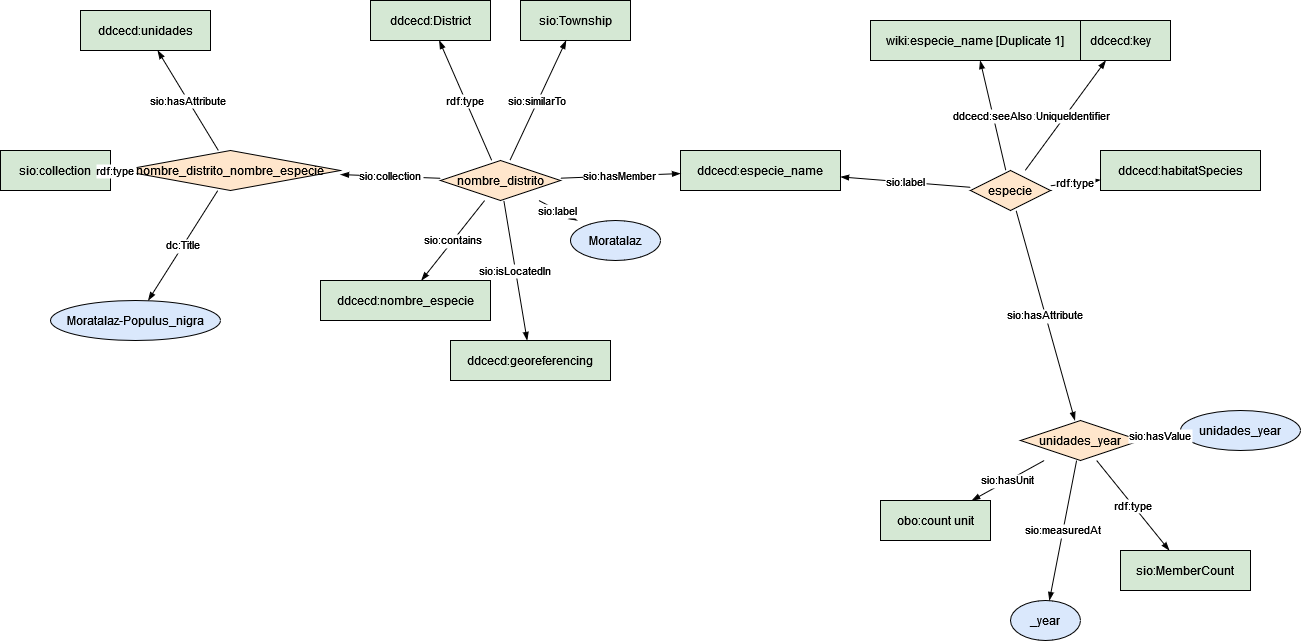 ddcecd:District
sio:Township
ddcecd:unidades
wiki:especie_name [Duplicate 1]
ddcecd:key
sio:hasAttribute
rdf:type
sio:similarTo
ddcecd:seeAlso
:UniqueIdentifier
sio:collection
rdf:type
nombre_distrito_nombre_especie
sio:collection
nombre_distrito
sio:hasMember
ddcecd:especie_name
sio:label
especie
rdf:type
ddcecd:habitatSpecies
sio:label
Moratalaz
dc:Title
sio:contains
sio:isLocatedIn
ddcecd:nombre_especie
Moratalaz-Populus_nigra
sio:hasAttribute
ddcecd:georeferencing
unidades_year
sio:hasValue
unidades_year
sio:hasUnit
rdf:type
obo:count unit
sio:measuredAt
sio:MemberCount
_year